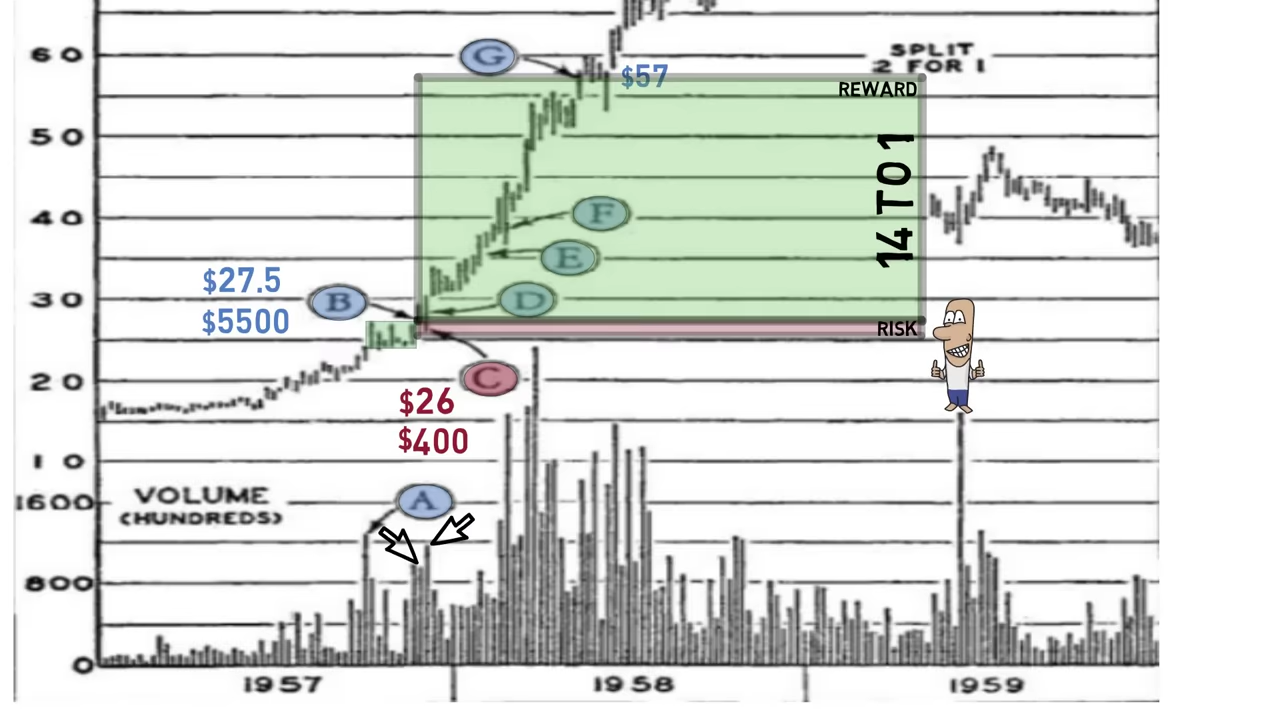 60
G
SPLIT
2 FOR 1
$57
REWARD
50
14 TO 1
F
40
E
$27.5
B
30
D
$5500
RISK
C
20
$26
$400
10
VOLUME
(HUNDREDS)
A
1600
800
0
1957
1958
1959